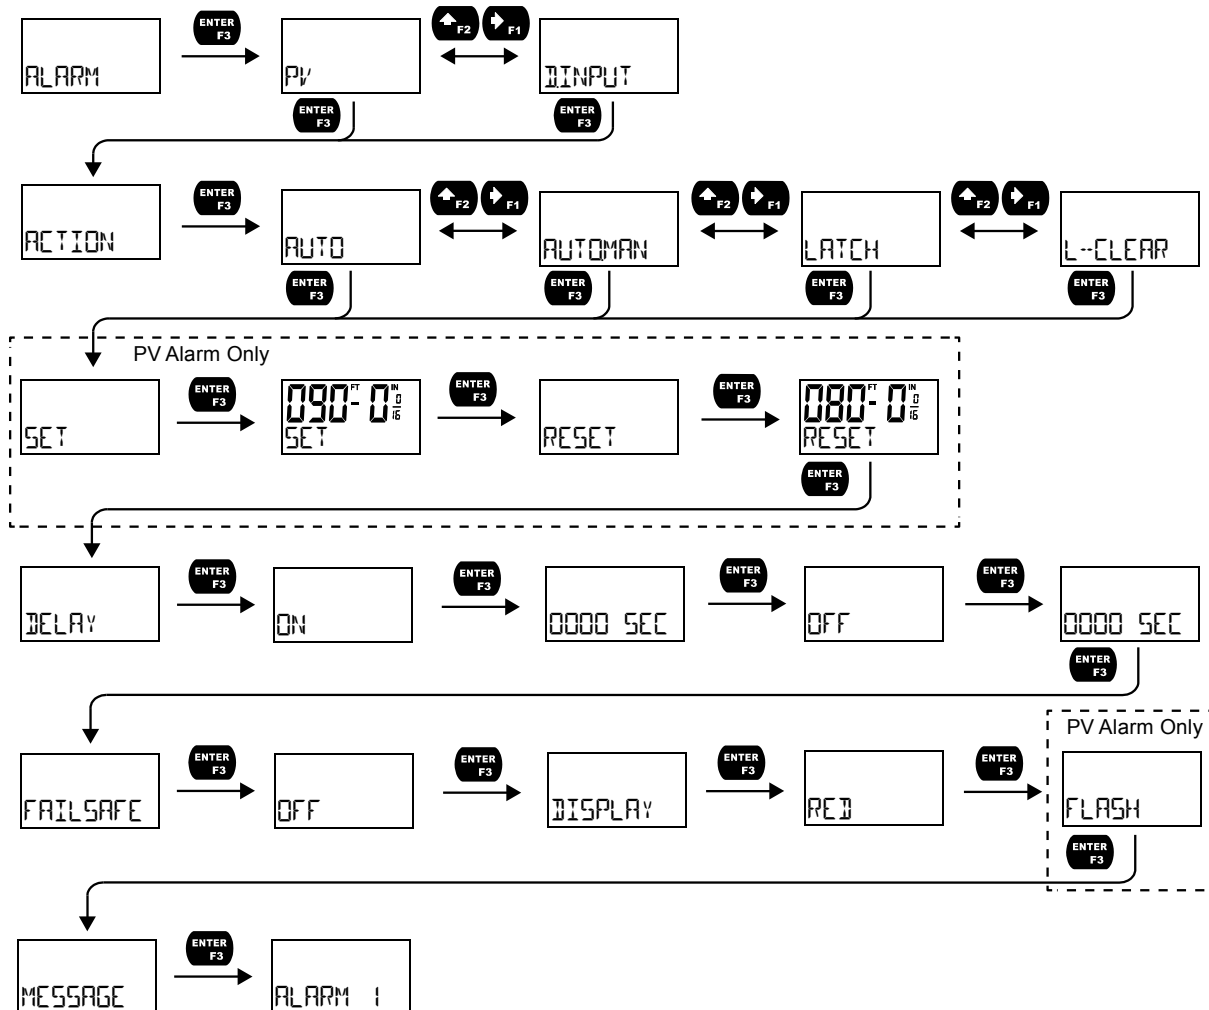 ENTER F3 F2 F1
ALARM PV D.INPUT
ENTER F3 ENTER F3
ENTER F3 F2 F1 F2 F1 F2 F1
ACTION AUTO AUTOMAN LATCH L--CLEAR
ENTER F3 ENTER F3 ENTER F3 ENTER F3
PV Alarm Only
ENTER F3 090 FT - 0 IN 0/16 ENTER F3 ENTER F3 080 FT - 0 IN 0/16
SET SET RESET RESET
ENTER F3
ENTER F3 ENTER F3 ENTER F3 ENTER F3
DELAY ON 0000 SEC OFF 0000 SEC
ENTER F3
PV Alarm Only
ENTER F3 ENTER F3 ENTER F3 ENTER F3
FAILSAFE OFF DISPLAY RED FLASH
ENTER F3
ENTER F3
MESSAGE ALARM 1